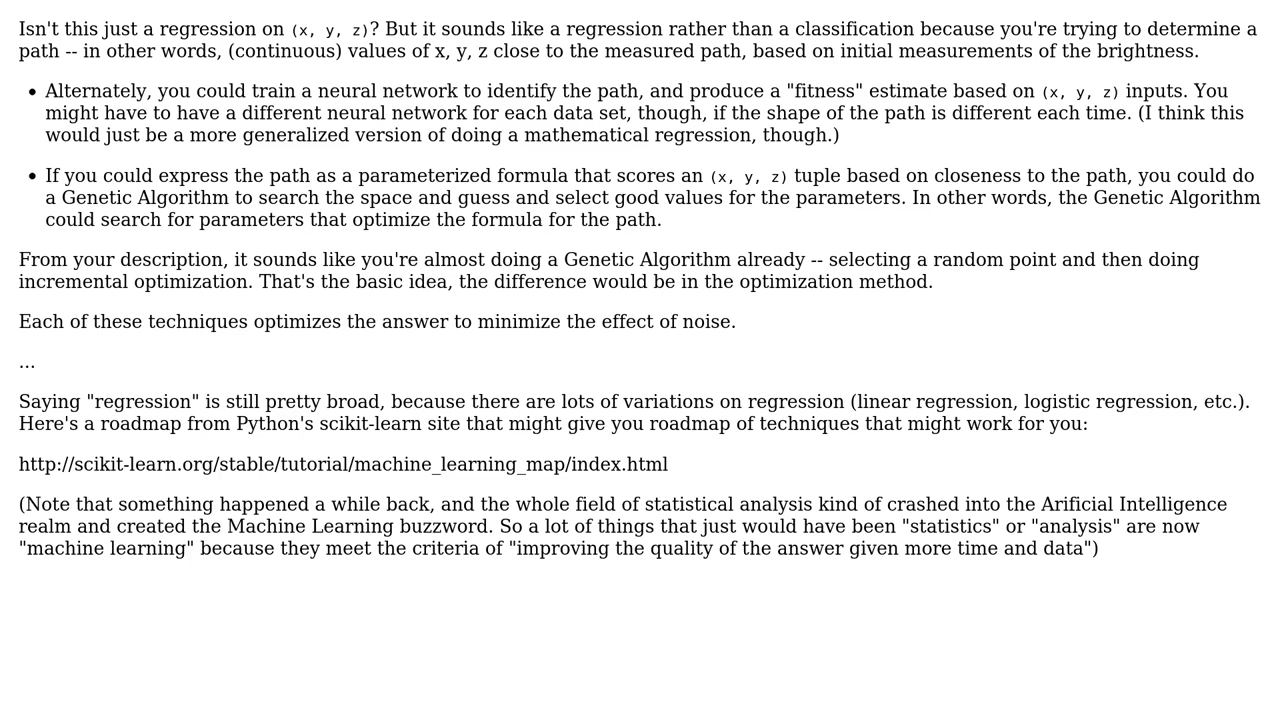 Isn't this just a regression on (x, y, z)? But it sounds like a regression rather than a classification because you're trying to determine a
path -- in other words, (continuous) values of x, y, z close to the measured path, based on initial measurements of the brightness.
• Alternately, you could train a neural network to identify the path, and produce a "fitness" estimate based on (x, y, z) inputs. You
might have to have a different neural network for each data set, though, if the shape of the path is different each time. (I think this
would just be a more generalized version of doing a mathematical regression, though.)
• If you could express the path as a parameterized formula that scores an (x, y, z) tuple based on closeness to the path, you could do
a Genetic Algorithm to search the space and guess and select good values for the parameters. In other words, the Genetic Algorithm
could search for parameters that optimize the formula for the path.
From your description, it sounds like you're almost doing a Genetic Algorithm already -- selecting a random point and then doing
incremental optimization. That's the basic idea, the difference would be in the optimization method.
Each of these techniques optimizes the answer to minimize the effect of noise.
...
Saying "regression" is still pretty broad, because there are lots of variations on regression (linear regression, logistic regression, etc.).
Here's a roadmap from Python's scikit-learn site that might give you roadmap of techniques that might work for you:
http://scikit-learn.org/stable/tutorial/machine_learning_map/index.html
(Note that something happened a while back, and the whole field of statistical analysis kind of crashed into the Arificial Intelligence
realm and created the Machine Learning buzzword. So a lot of things that just would have been "statistics" or "analysis" are now
"machine learning" because they meet the criteria of "improving the quality of the answer given more time and data")